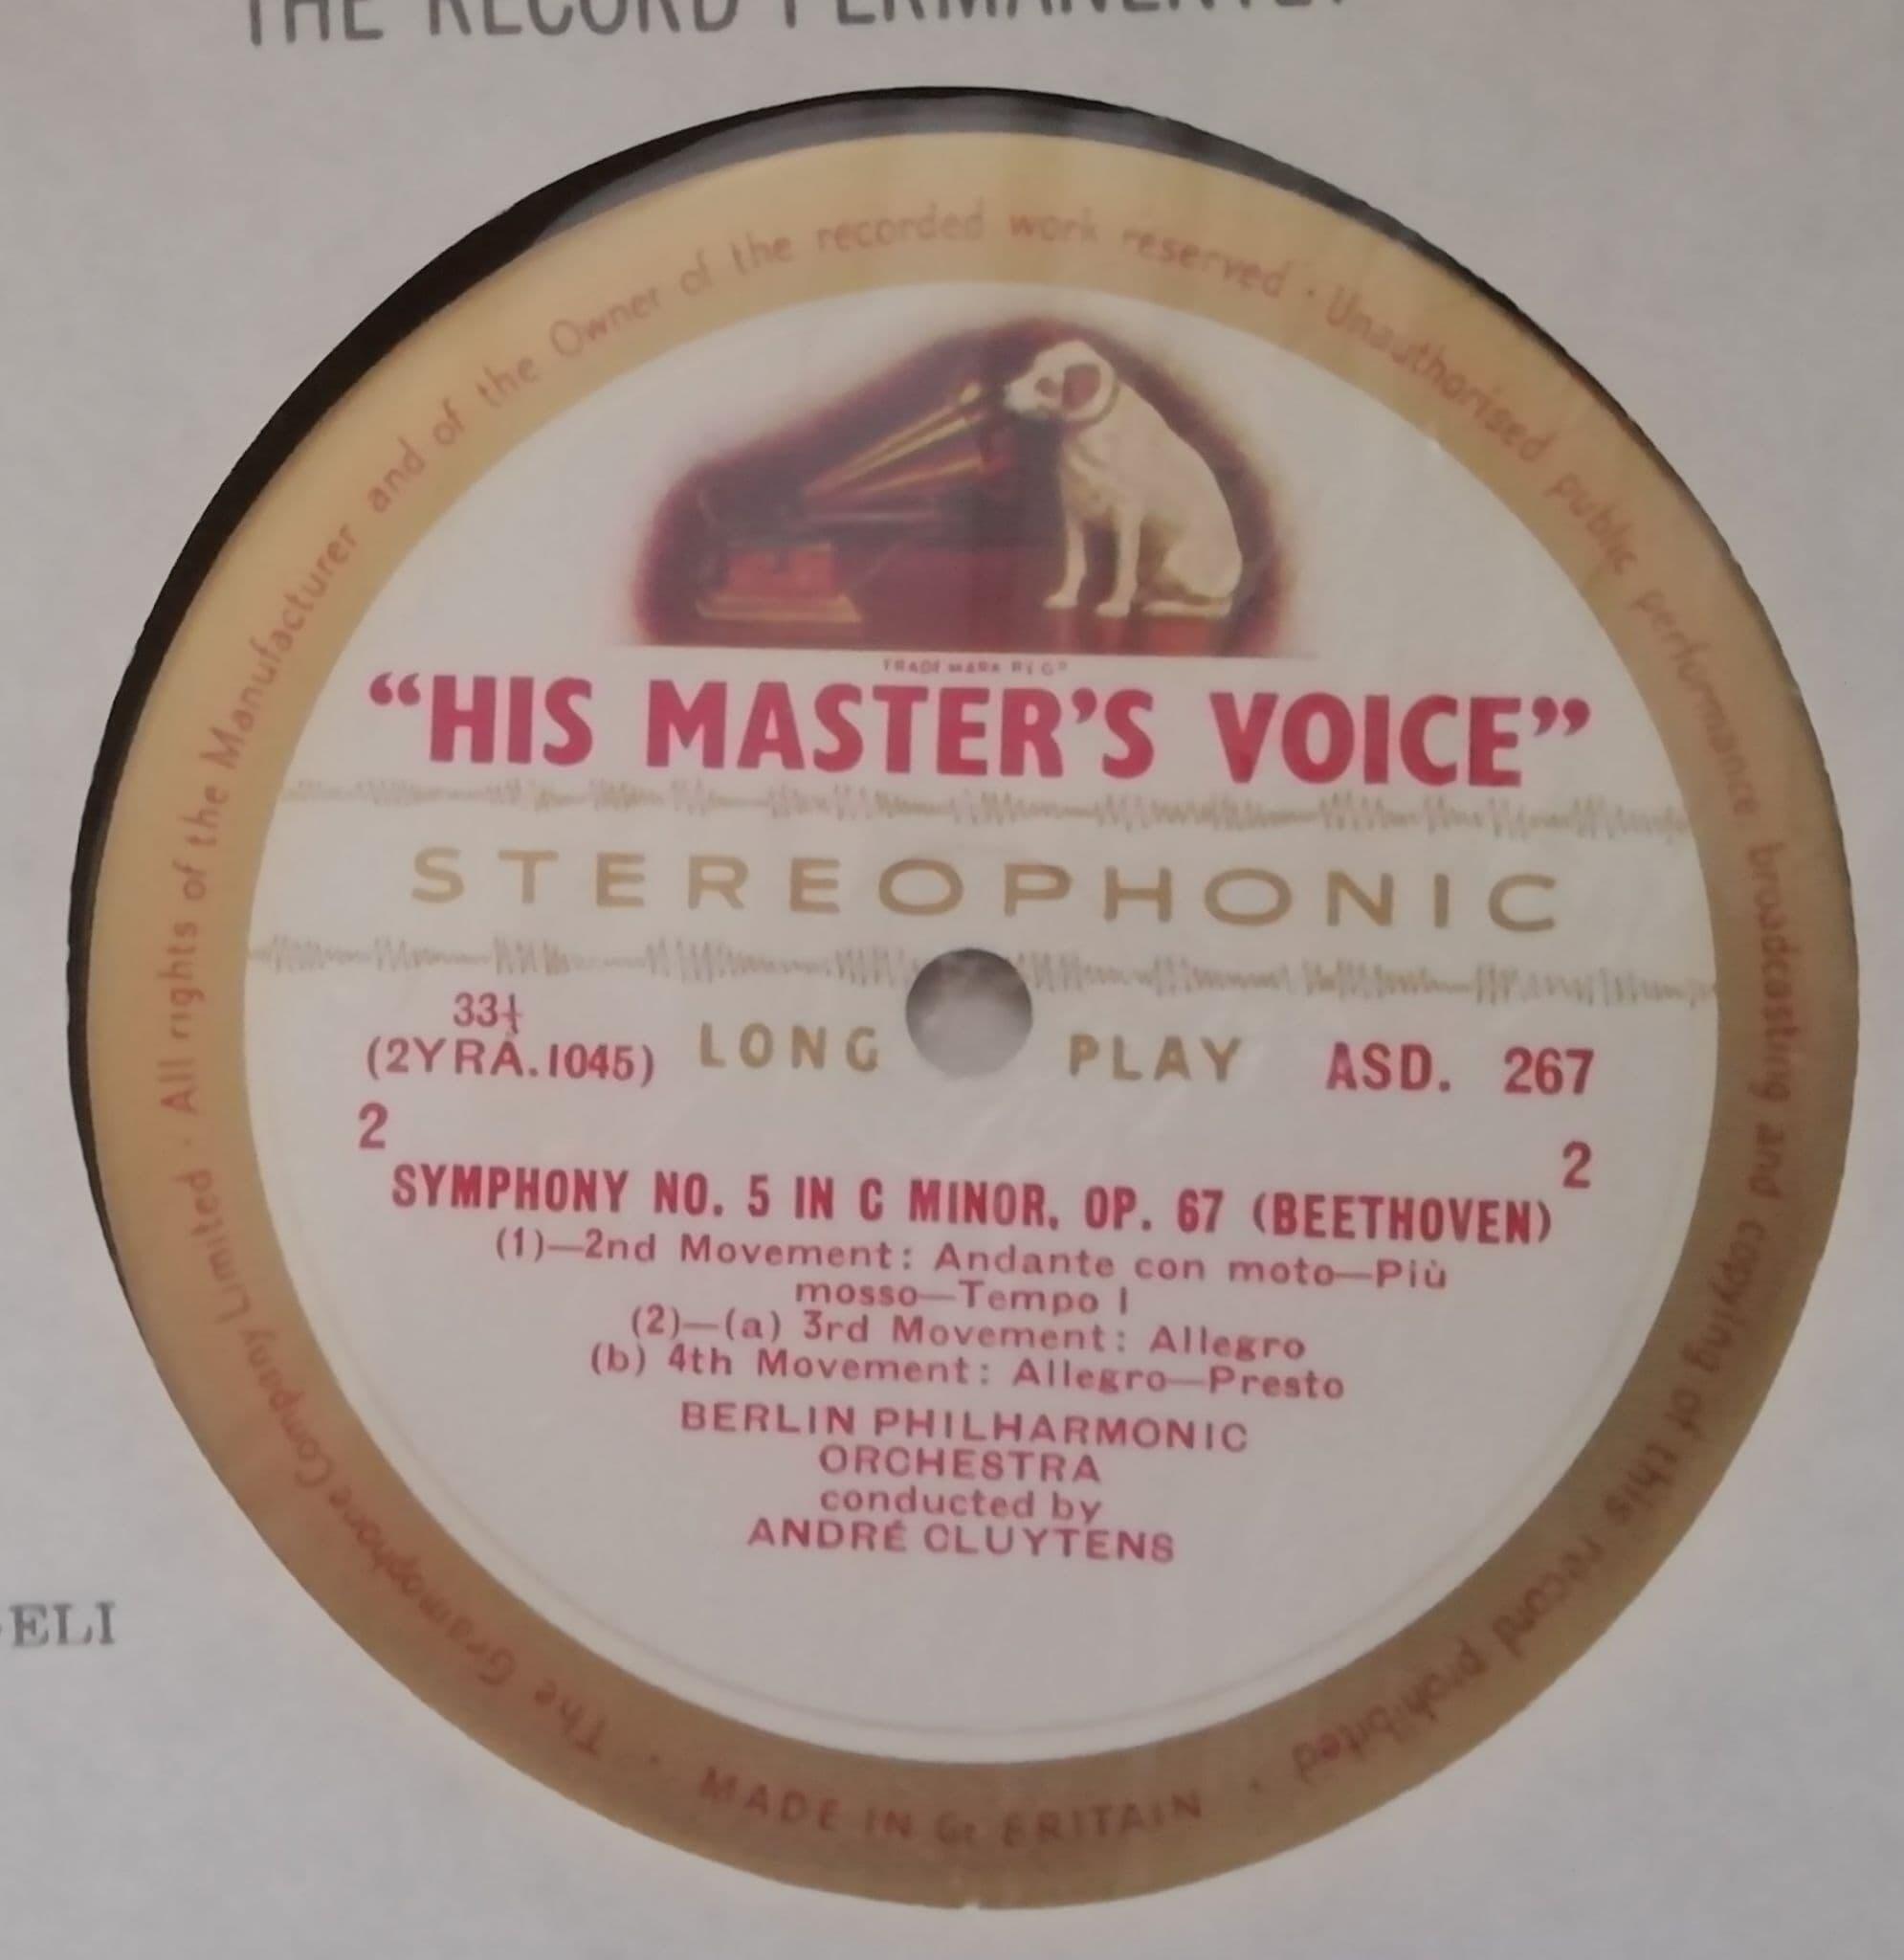 THE RECORD PERMANENTLY
TRADE MARK REGD
“HIS MASTER'S VOICE”
STEREOPHONIC
33⅓
(2YRA.1045) LONG PLAY ASD. 267
2 2
SYMPHONY NO. 5 IN C MINOR, OP. 67 (BEETHOVEN)
(1)—2nd Movement: Andante con moto—Più
mosso—Tempo I
(2)—(a) 3rd Movement: Allegro
(b) 4th Movement: Allegro—Presto
BERLIN PHILHARMONIC
ORCHESTRA
conducted by
ANDRÉ CLUYTENS
The Gramophone Company Limited · All rights of the Manufacturer and of the Owner of the recorded work reserved · Unauthorised public performance broadcasting and copying of this record prohibited ·
MADE IN Gt BRITAIN ·
ELI